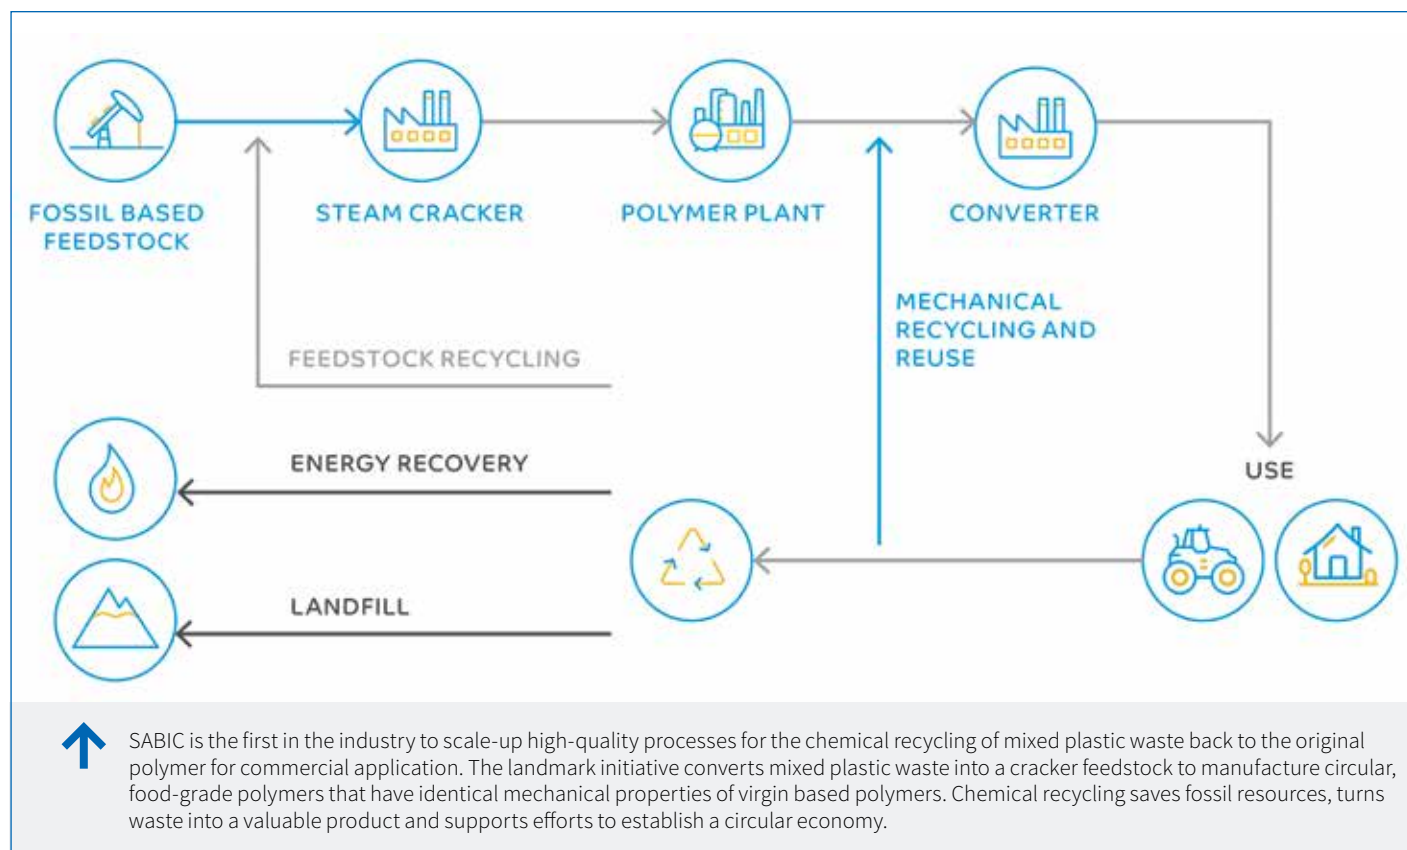 FOSSIL BASED
FEEDSTOCK
STEAM CRACKER
POLYMER PLANT
CONVERTER
MECHANICAL
RECYCLING AND
REUSE
FEEDSTOCK RECYCLING
ENERGY RECOVERY
USE
LANDFILL
SABIC is the first in the industry to scale-up high-quality processes for the chemical recycling of mixed plastic waste back to the original
polymer for commercial application. The landmark initiative converts mixed plastic waste into a cracker feedstock to manufacture circular,
food-grade polymers that have identical mechanical properties of virgin based polymers. Chemical recycling saves fossil resources, turns
waste into a valuable product and supports efforts to establish a circular economy.